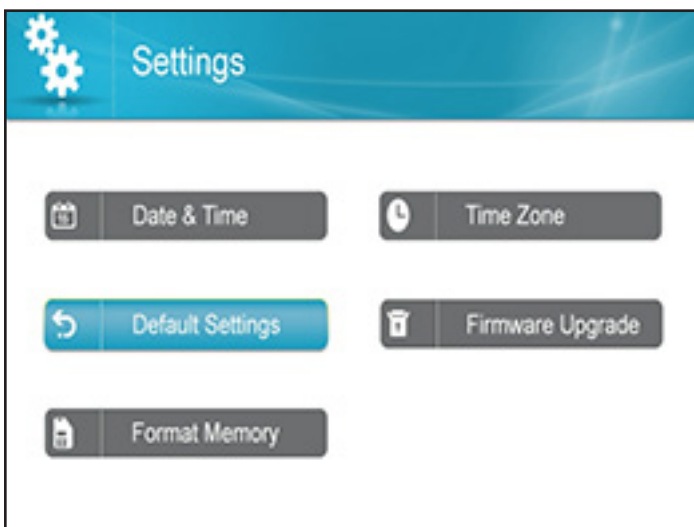 Settings
Date & Time
Time Zone
Default Settings
Firmware Upgrade
Format Memory